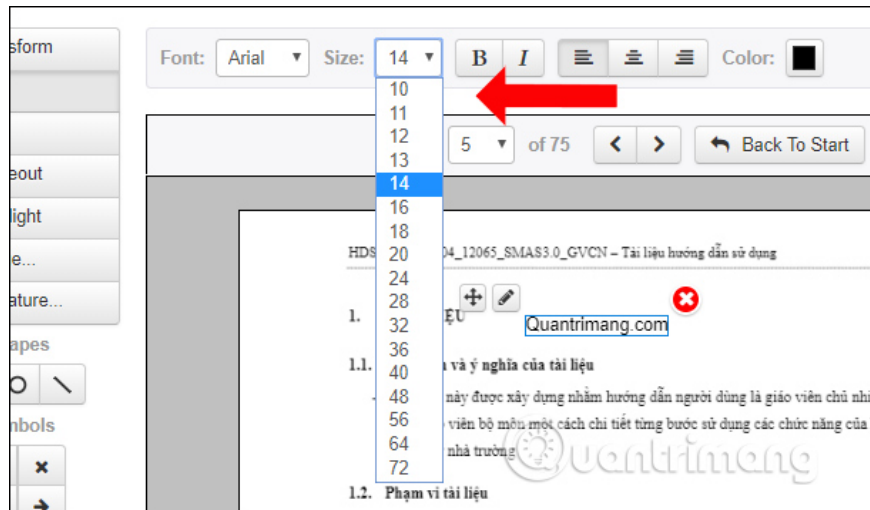 sform
Font: Arial Size: 14 B I Color:
10
11
12
13
14
16
18
20
24
28
32
36
40
48
56
64
72
5 of 75 Back To Start
eout
light
e...
ature...
apes
nbols
HDS 04_12065_SMAS3.0_GVCN – Tài liệu hướng dẫn sử dụng
1. ỆU
Quantrimang.com
1.1. và ý nghĩa của tài liệu
này được xây dựng nhằm hướng dẫn người dùng là giáo viên chủ nhi
viên bộ môn một cách chi tiết từng bước sử dụng các chức năng của
nhà trường
Quantrimang
1.2. Phạm vi tài liệu